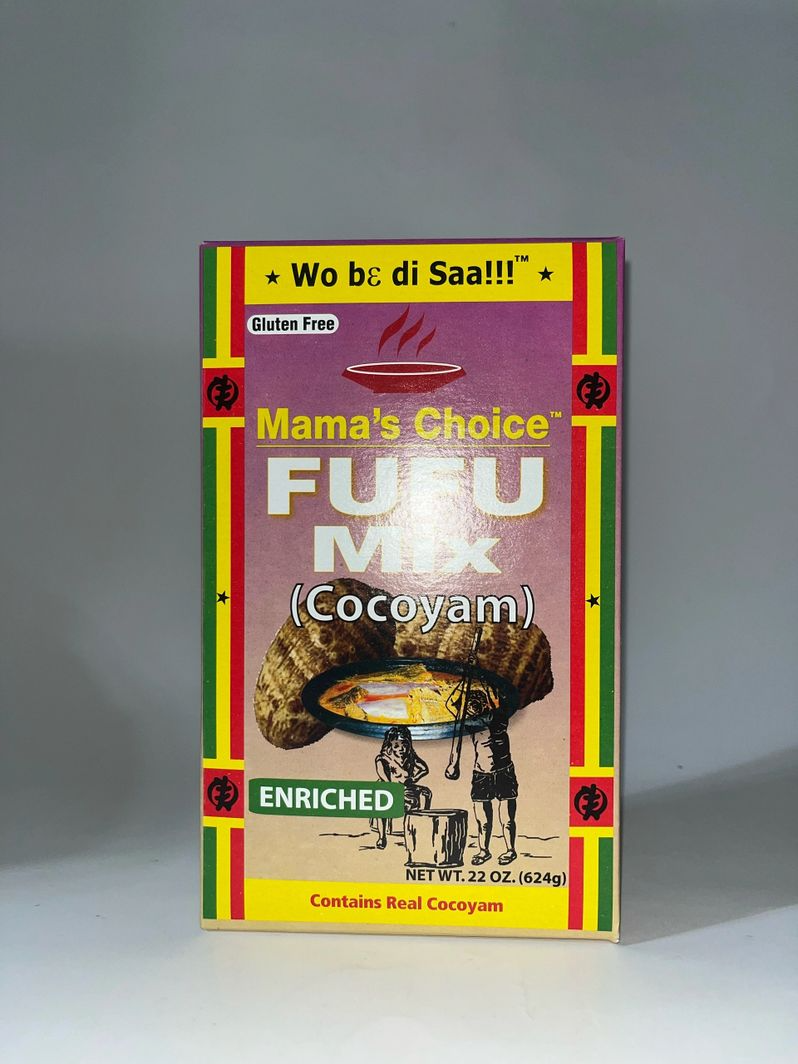 ★ Wo bɛ di Saa!!!™ ★
Gluten Free
Mama's Choice™
FUFU
Mix
(Cocoyam)
ENRICHED
NET WT. 22 OZ. (624g)
Contains Real Cocoyam